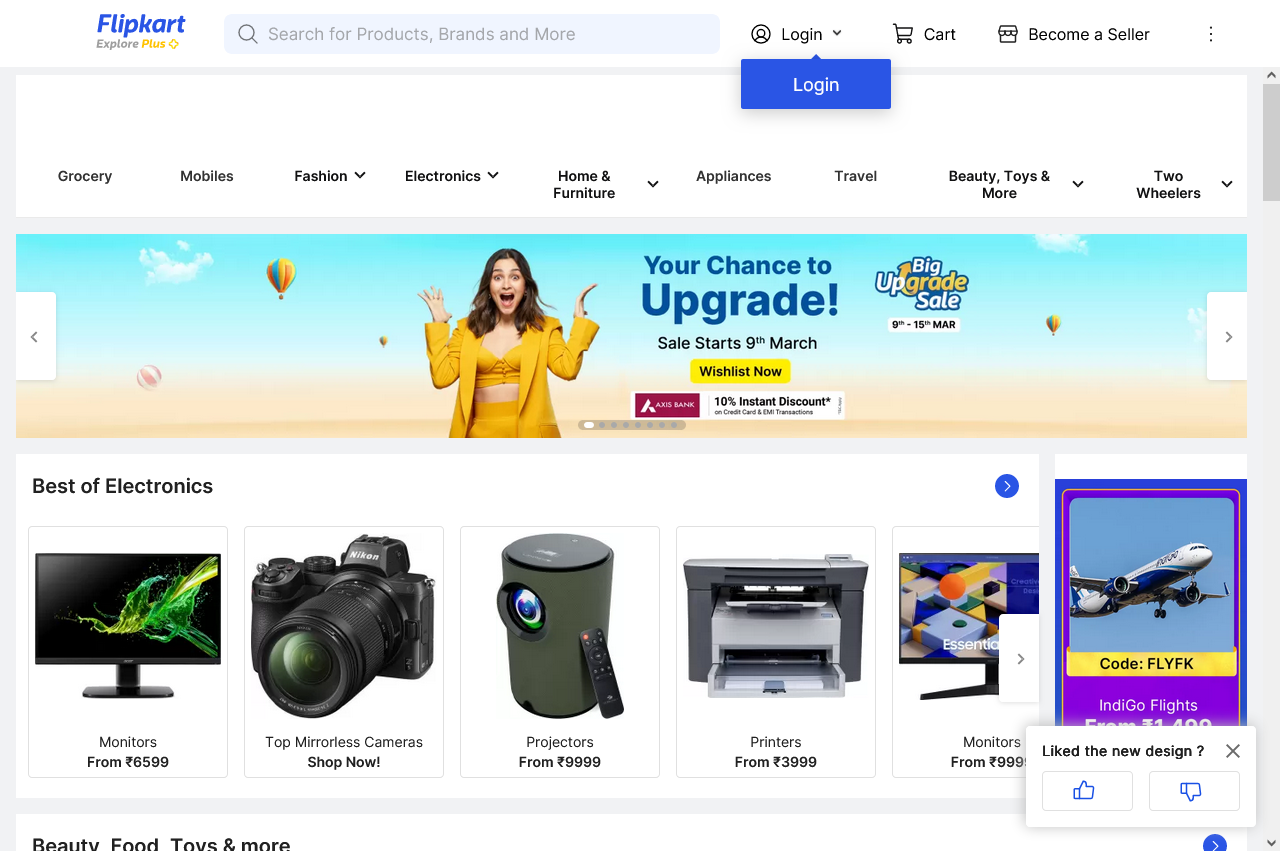 Flipkart
Explore Plus
Search for Products, Brands and More
Login
Cart
Become a Seller
Login
Grocery
Mobiles
Fashion
Electronics
Home &
Furniture
Appliances
Travel
Beauty, Toys &
More
Two
Wheelers
Your Chance to
Upgrade!
Sale Starts 9th March
Wishlist Now
AXIS BANK
10% Instant Discount*
on Credit Card & EMI Transactions
Big
Upgrade
Sale
9th - 15th MAR
Best of Electronics
Nikon
Creative
Essentia
Monitors
From ₹6599
Top Mirrorless Cameras
Shop Now!
Projectors
From ₹9999
Printers
From ₹3999
Monitors
From ₹9999
IndiGo
Code: FLYFK
IndiGo Flights
From ₹1,499
Liked the new design ?
Beauty, Food, Toys & more